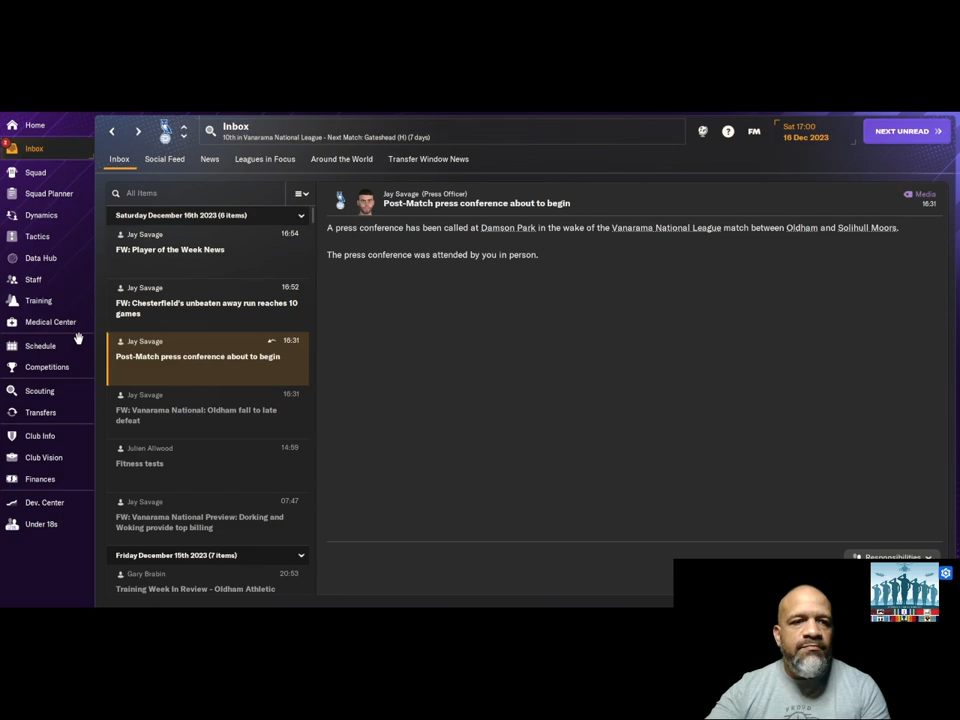 Home
Inbox
3
Squad
Squad Planner
Dynamics
Tactics
Data Hub
Staff
Training
Medical Center
Schedule
Competitions
Scouting
Transfers
Club Info
Club Vision
Finances
Dev. Center
Under 18s
Inbox
10th in Vanarama National League - Next Match: Gateshead (H) (7 days)
FM
Sat 17:00
16 Dec 2023
NEXT UNREAD
Inbox
Social Feed
News
Leagues in Focus
Around the World
Transfer Window News
All Items
Saturday December 16th 2023 (6 items)
Jay Savage 16:54
FW: Player of the Week News
Jay Savage 16:52
FW: Chesterfield's unbeaten away run reaches 10
games
Jay Savage 16:31
Post-Match press conference about to begin
Jay Savage 16:31
FW: Vanarama National: Oldham fall to late
defeat
Julien Allwood 14:59
Fitness tests
Jay Savage 07:47
FW: Vanarama National Preview: Dorking and
Woking provide top billing
Friday December 15th 2023 (7 items)
Gary Brabin 20:53
Training Week In Review - Oldham Athletic
Jay Savage (Press Officer)
Post-Match press conference about to begin
Media
16:31
A press conference has been called at Damson Park in the wake of the Vanarama National League match between Oldham and Solihull Moors.
The press conference was attended by you in person.
Responsibilities
PROUD